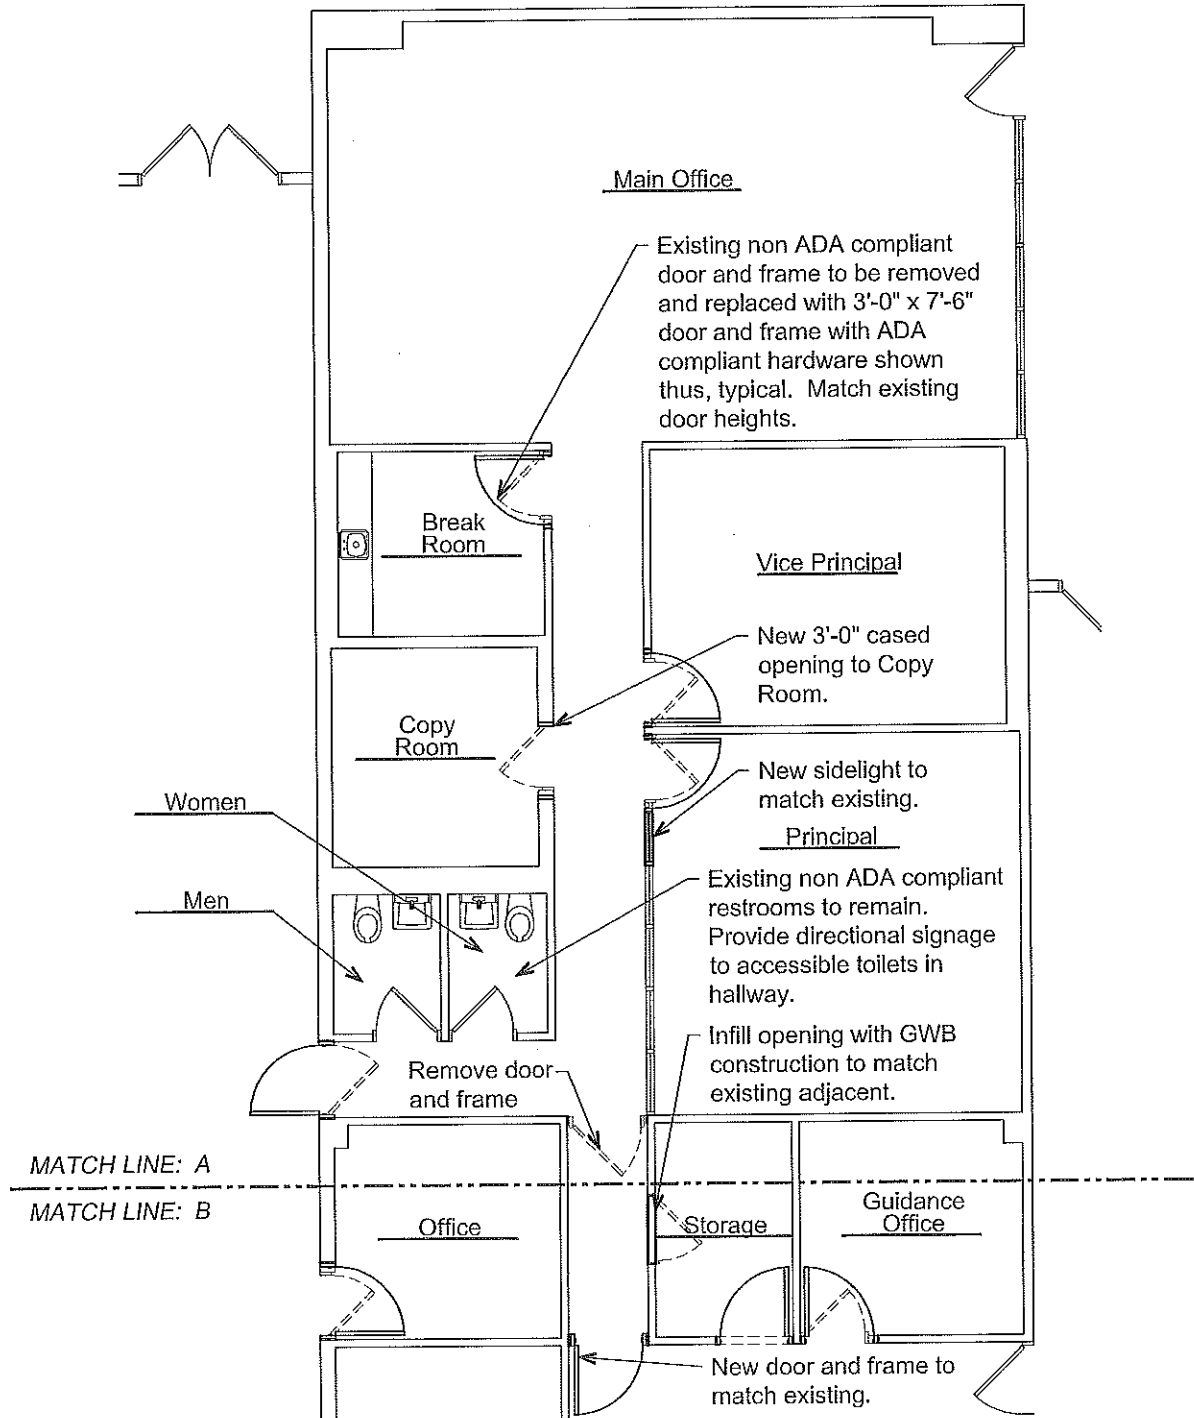 Main Office
Existing non ADA compliant
door and frame to be removed
and replaced with 3'-0" x 7'-6"
door and frame with ADA
compliant hardware shown
thus, typical.  Match existing
door heights.
Break
Room
Vice Principal
New 3'-0" cased
opening to Copy
Room.
Copy
Room
New sidelight to
match existing.
Women
Principal
Men
Existing non ADA compliant
restrooms to remain.
Provide directional signage
to accessible toilets in
hallway.
Infill opening with GWB
construction to match
existing adjacent.
Remove door
and frame
MATCH LINE:  A
MATCH LINE:  B
Office
Storage
Guidance
Office
New door and frame to
match existing.